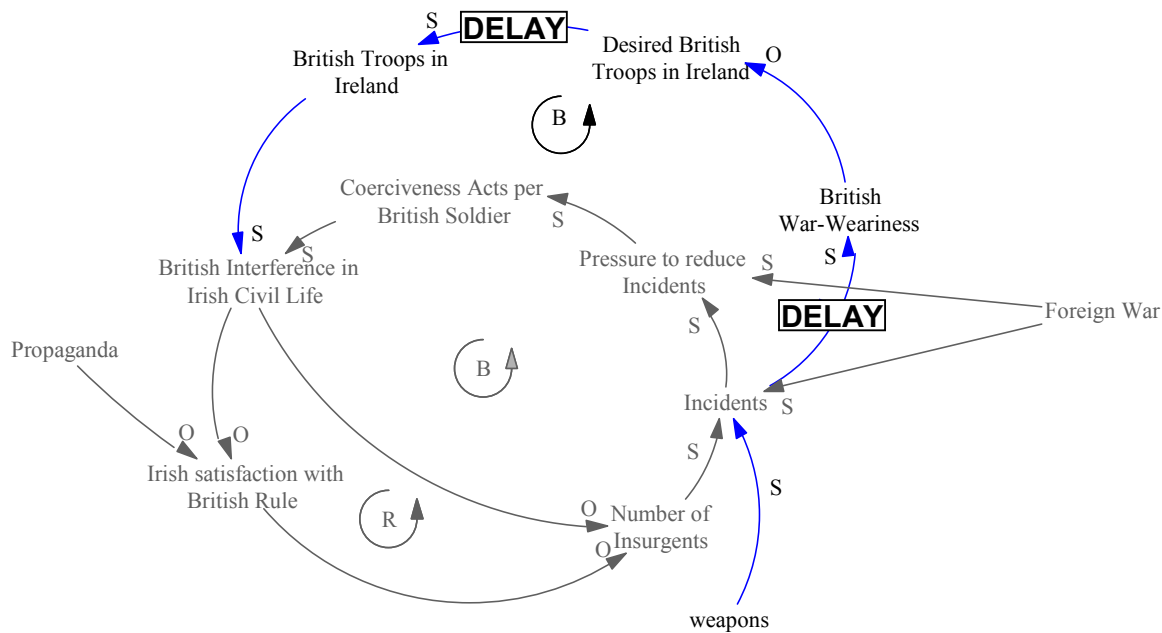 S
DELAY
Desired British
Troops in Ireland
O
British Troops in
Ireland
B
Coerciveness Acts per
British Soldier
S
British
War-Weariness
S
S
S
British Interference in
Irish Civil Life
Pressure to reduce
Incidents
S
S
DELAY
Foreign War
Propaganda
B
Incidents
S
O
O
S
Irish satisfaction with
British Rule
S
R
O
Number of
Insurgents
O
weapons